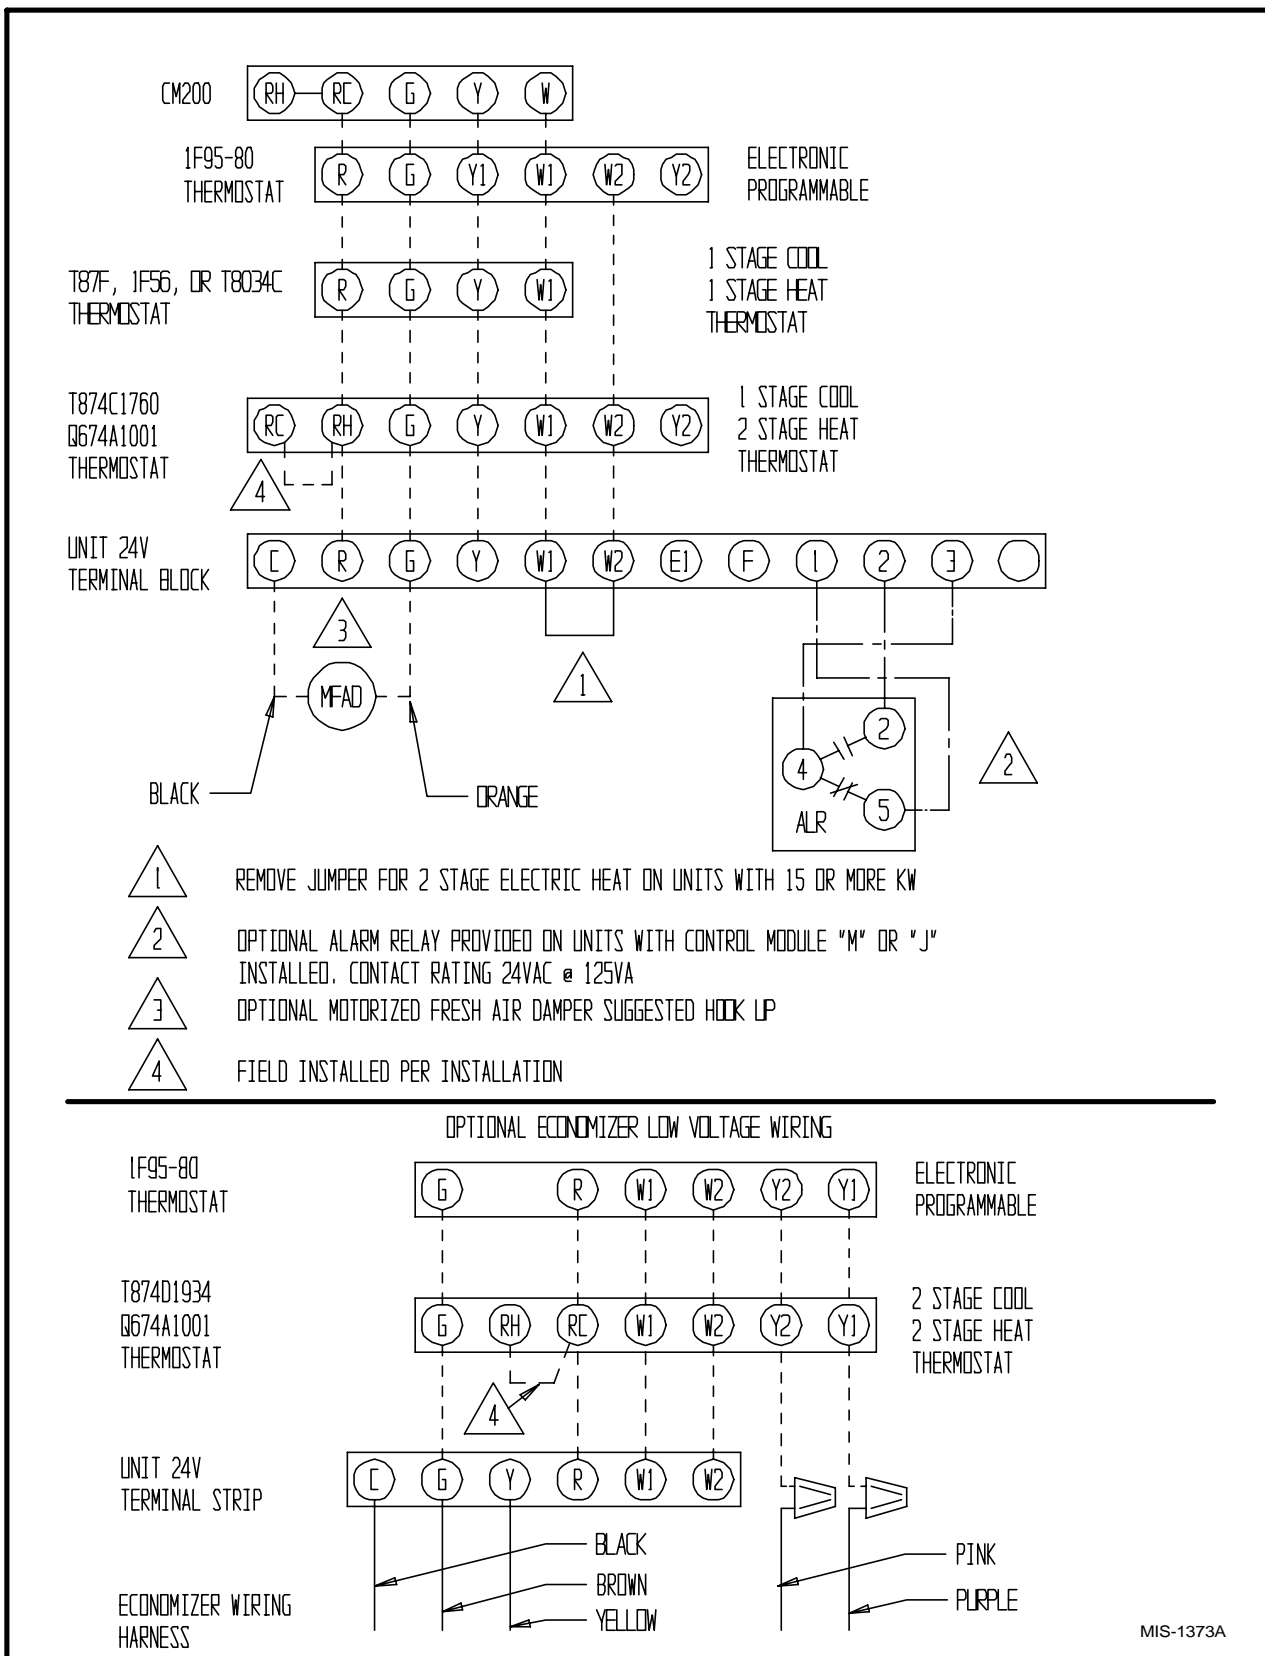 CM200 RH RC G Y W
1F95-80
THERMOSTAT
R G Y1 W1 W2 Y2
ELECTRONIC
PROGRAMMABLE
T87F, 1F56, OR T8034C
THERMOSTAT
R G Y W1
1 STAGE COOL
1 STAGE HEAT
THERMOSTAT
T874C1760
Q674A1001
THERMOSTAT
RC RH G Y W1 W2 Y2
1 STAGE COOL
2 STAGE HEAT
THERMOSTAT
4
UNIT 24V
TERMINAL BLOCK
C R G Y W1 W2 E1 F 1 2 3
3
1
MFAD
2
4
5
ALR
2
BLACK
ORANGE
1 REMOVE JUMPER FOR 2 STAGE ELECTRIC HEAT ON UNITS WITH 15 OR MORE KW
2 OPTIONAL ALARM RELAY PROVIDED ON UNITS WITH CONTROL MODULE "M" OR "J"
INSTALLED. CONTACT RATING 24VAC @ 125VA
3 OPTIONAL MOTORIZED FRESH AIR DAMPER SUGGESTED HOOK UP
4 FIELD INSTALLED PER INSTALLATION
OPTIONAL ECONOMIZER LOW VOLTAGE WIRING
1F95-80
THERMOSTAT
G R W1 W2 Y2 Y1
ELECTRONIC
PROGRAMMABLE
T874D1934
Q674A1001
THERMOSTAT
G RH RC W1 W2 Y2 Y1
2 STAGE COOL
2 STAGE HEAT
THERMOSTAT
4
UNIT 24V
TERMINAL STRIP
C G Y R W1 W2
BLACK
BROWN
YELLOW
PINK
PURPLE
ECONOMIZER WIRING
HARNESS
MIS-1373A